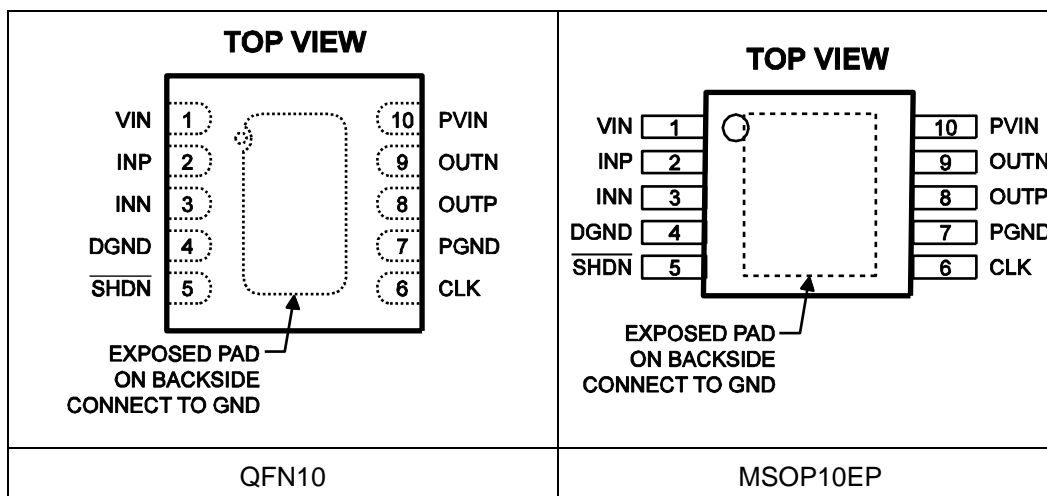 TOP VIEW
VIN 1
10 PVIN
INP 2
9 OUTN
INN 3
8 OUTP
DGND 4
7 PGND
SHDN 5
6 CLK
EXPOSED PAD
ON BACKSIDE
CONNECT TO GND
QFN10
TOP VIEW
VIN 1
10 PVIN
INP 2
9 OUTN
INN 3
8 OUTP
DGND 4
7 PGND
SHDN 5
6 CLK
EXPOSED PAD
ON BACKSIDE
CONNECT TO GND
MSOP10EP